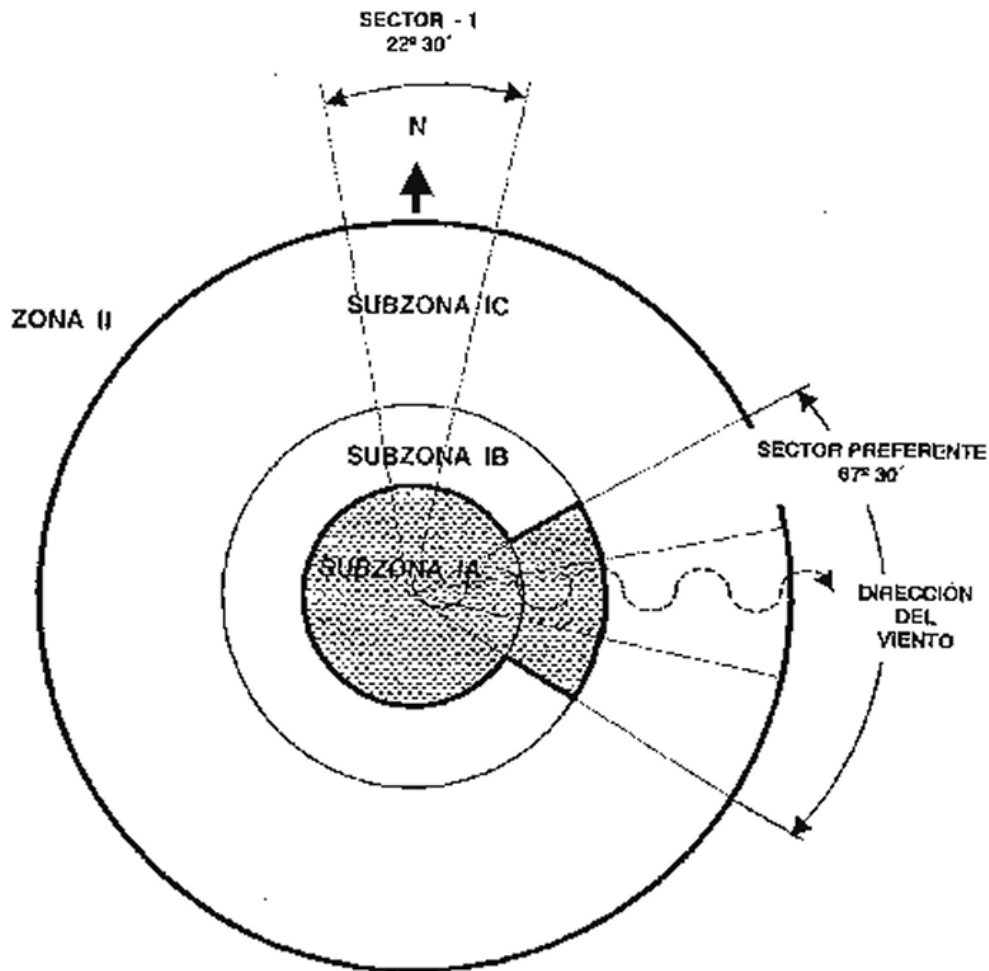 SECTOR - 1
22º 30´
N
SUBZONA IC
ZONA II
SUBZONA IB
SECTOR PREFERENTE
67º 30´
SUBZONA IA
DIRECCIÓN
DEL
VIENTO